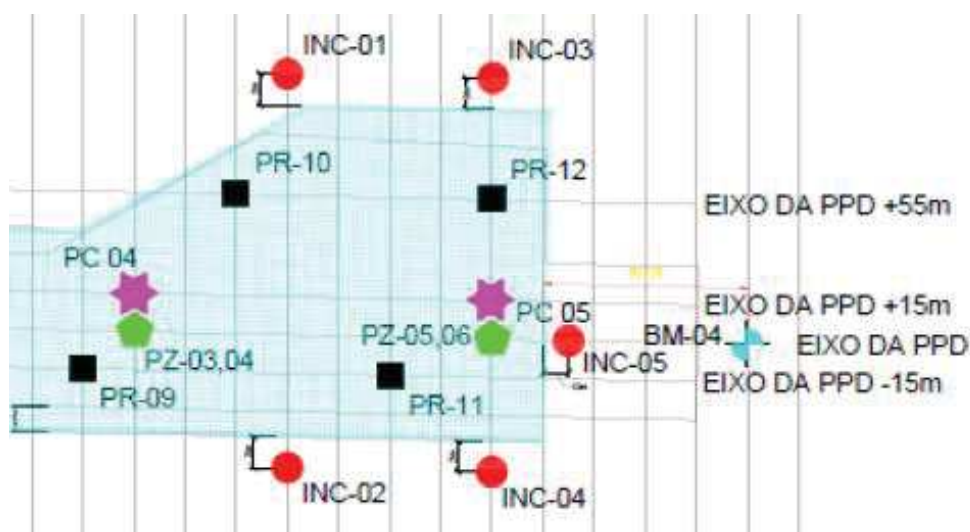 INC-01
INC-03
PR-10
PR-12
EIXO DA PPD +55m
PC 04
EIXO DA PPD +15m
PC 05
PZ-05,06
BM-04
EIXO DA PPD
PZ-03,04
INC-05
EIXO DA PPD -15m
PR-09
PR-11
INC-02
INC-04